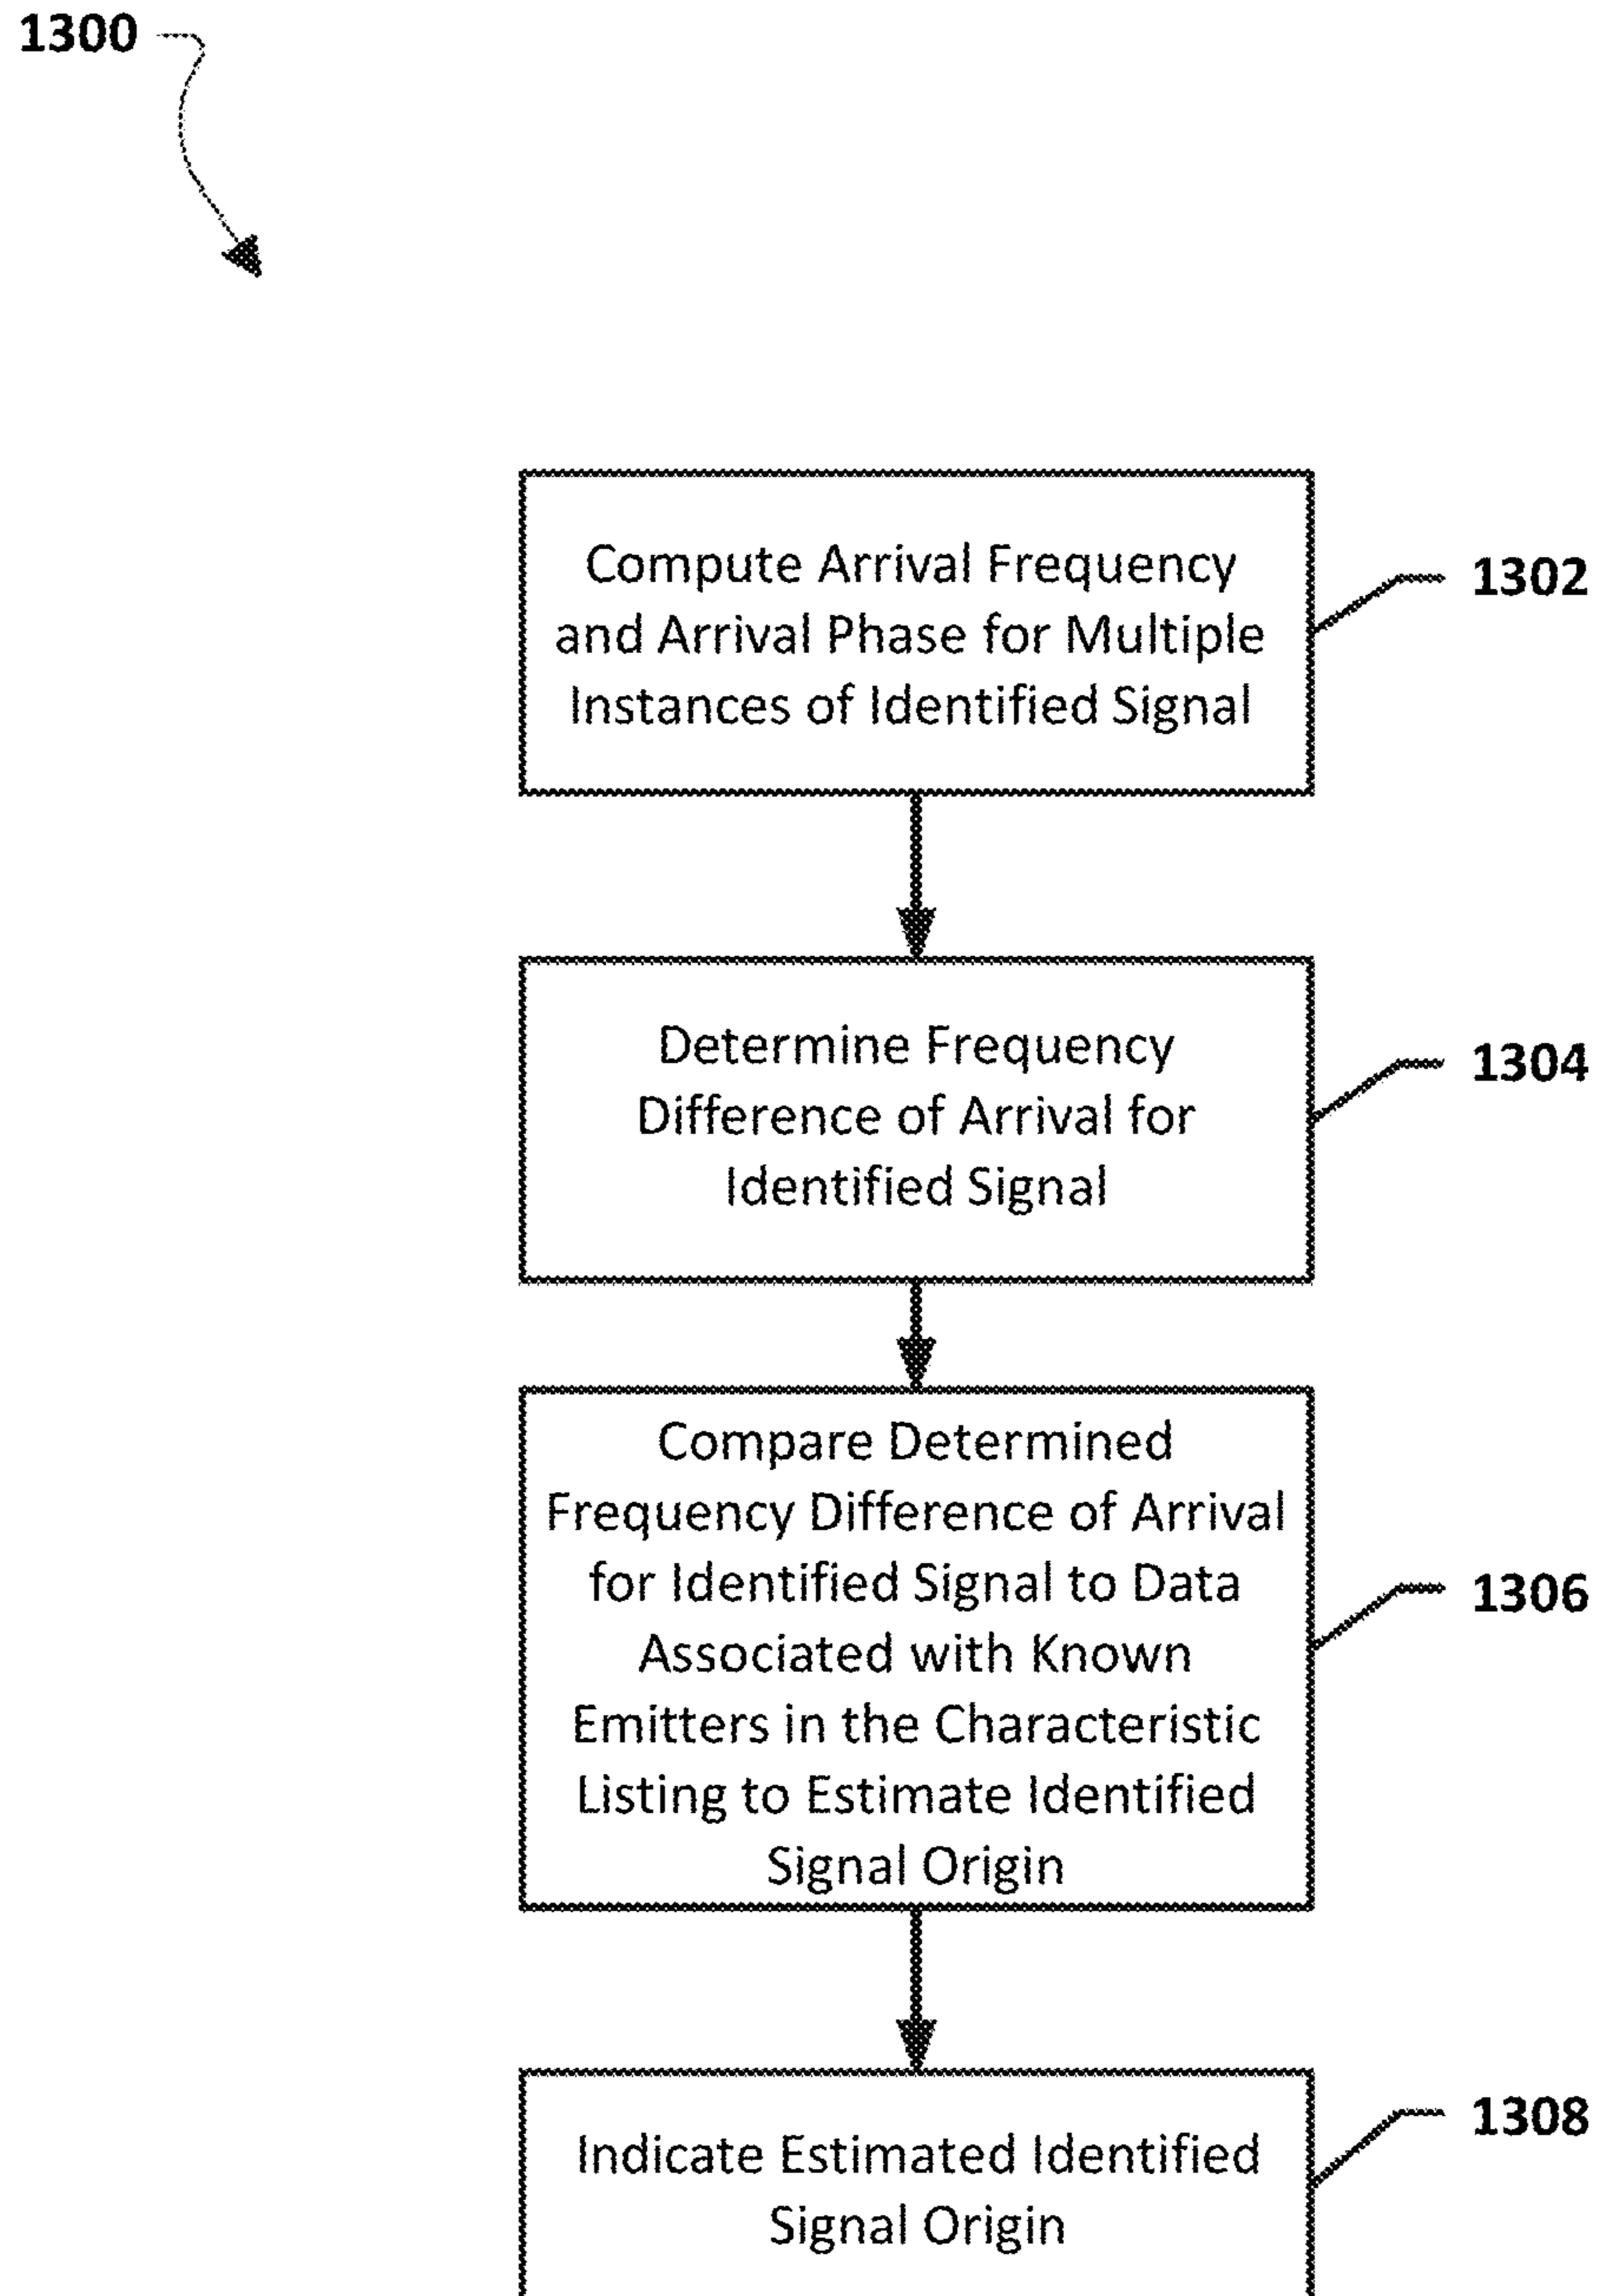 1300
Compute Arrival Frequency
and Arrival Phase for Multiple
Instances of Identified Signal
1302
Determine Frequency
Difference of Arrival for
Identified Signal
1304
Compare Determined
Frequency Difference of Arrival
for Identified Signal to Data
Associated with Known
Emitters in the Characteristic
Listing to Estimate Identified
Signal Origin
1306
Indicate Estimated Identified
Signal Origin
1308